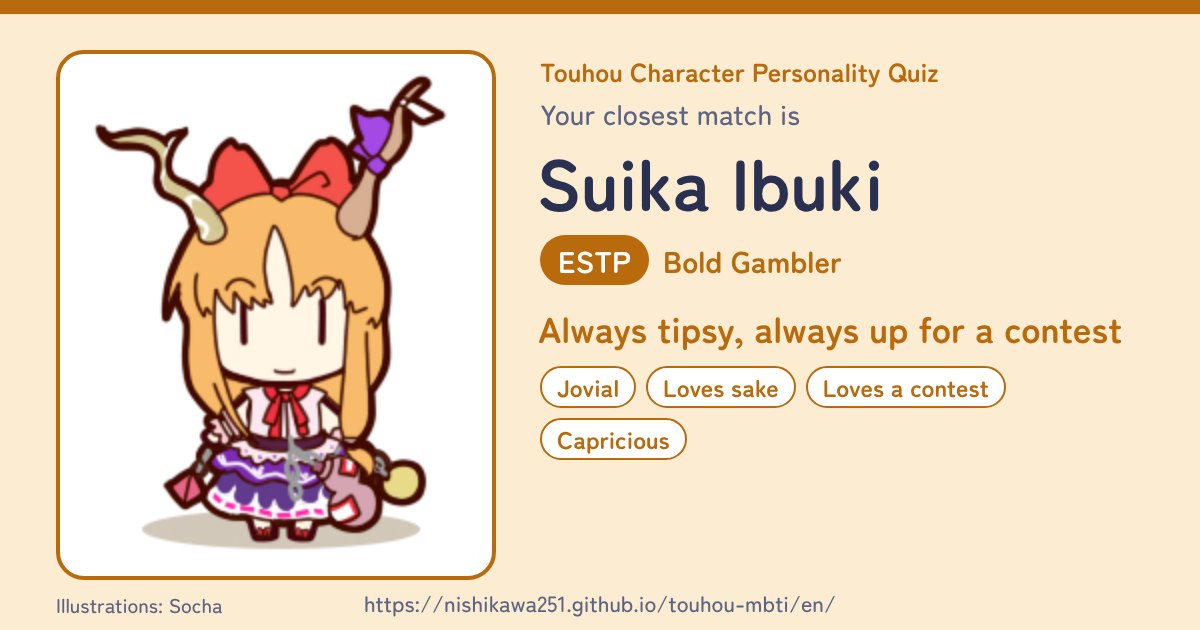 Touhou Character Personality Quiz
Your closest match is
Suika Ibuki
ESTP Bold Gambler
Always tipsy, always up for a contest
Jovial Loves sake Loves a contest
Capricious
Illustrations: Socha https://nishikawa251.github.io/touhou-mbti/en/